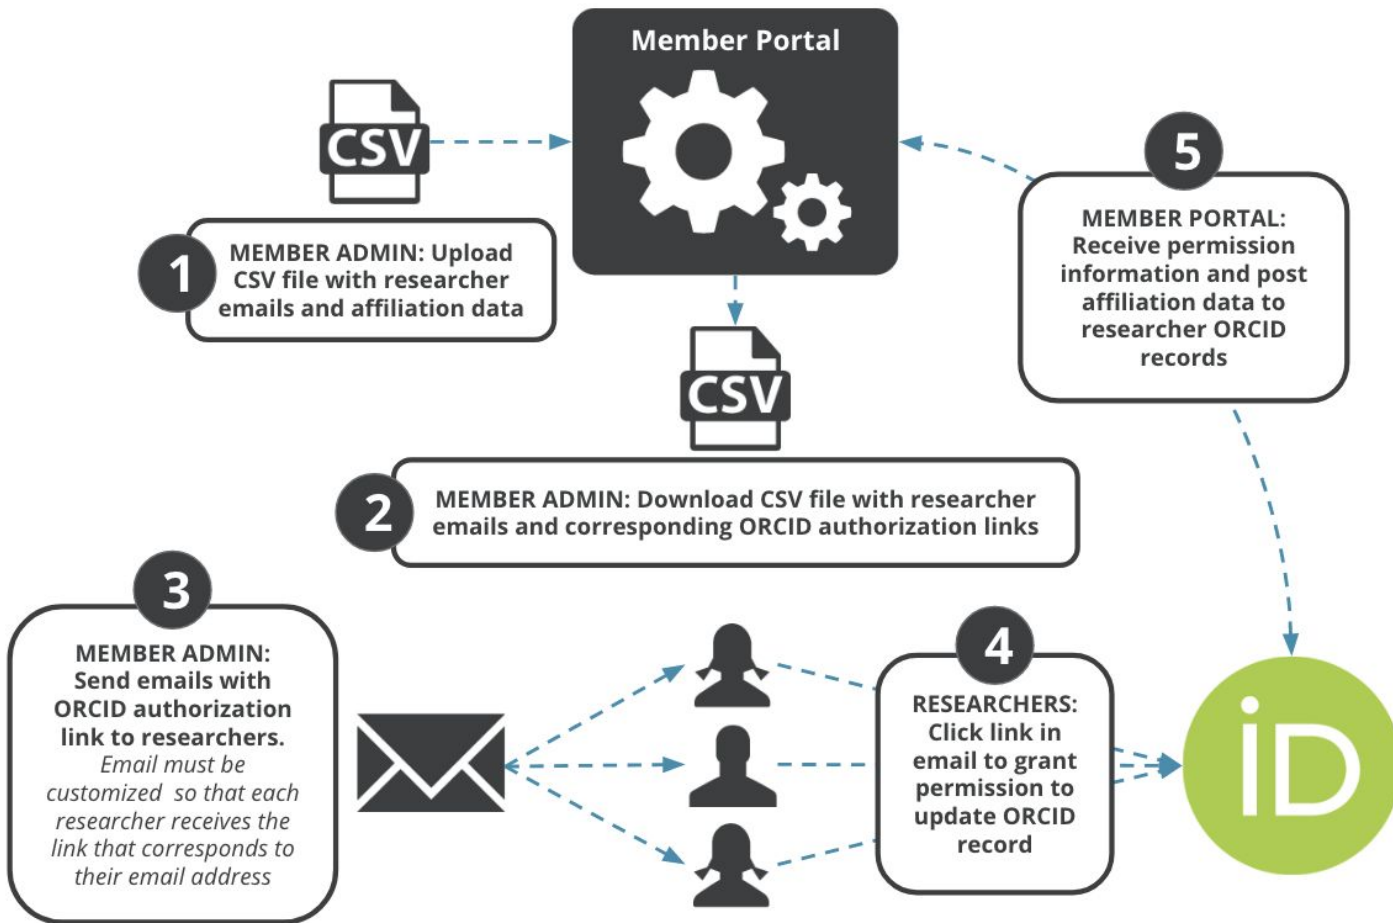 Member Portal
CSV
1
MEMBER ADMIN: Upload
CSV file with researcher
emails and affiliation data
CSV
2
MEMBER ADMIN: Download CSV file with researcher
emails and corresponding ORCID authorization links
3
MEMBER ADMIN:
Send emails with
ORCID authorization
link to researchers.
Email must be
customized so that each
researcher receives the
link that corresponds to
their email address
4
RESEARCHERS:
Click link in
email to grant
permission to
update ORCID
record
5
MEMBER PORTAL:
Receive permission
information and post
affiliation data to
researcher ORCID
records
iD